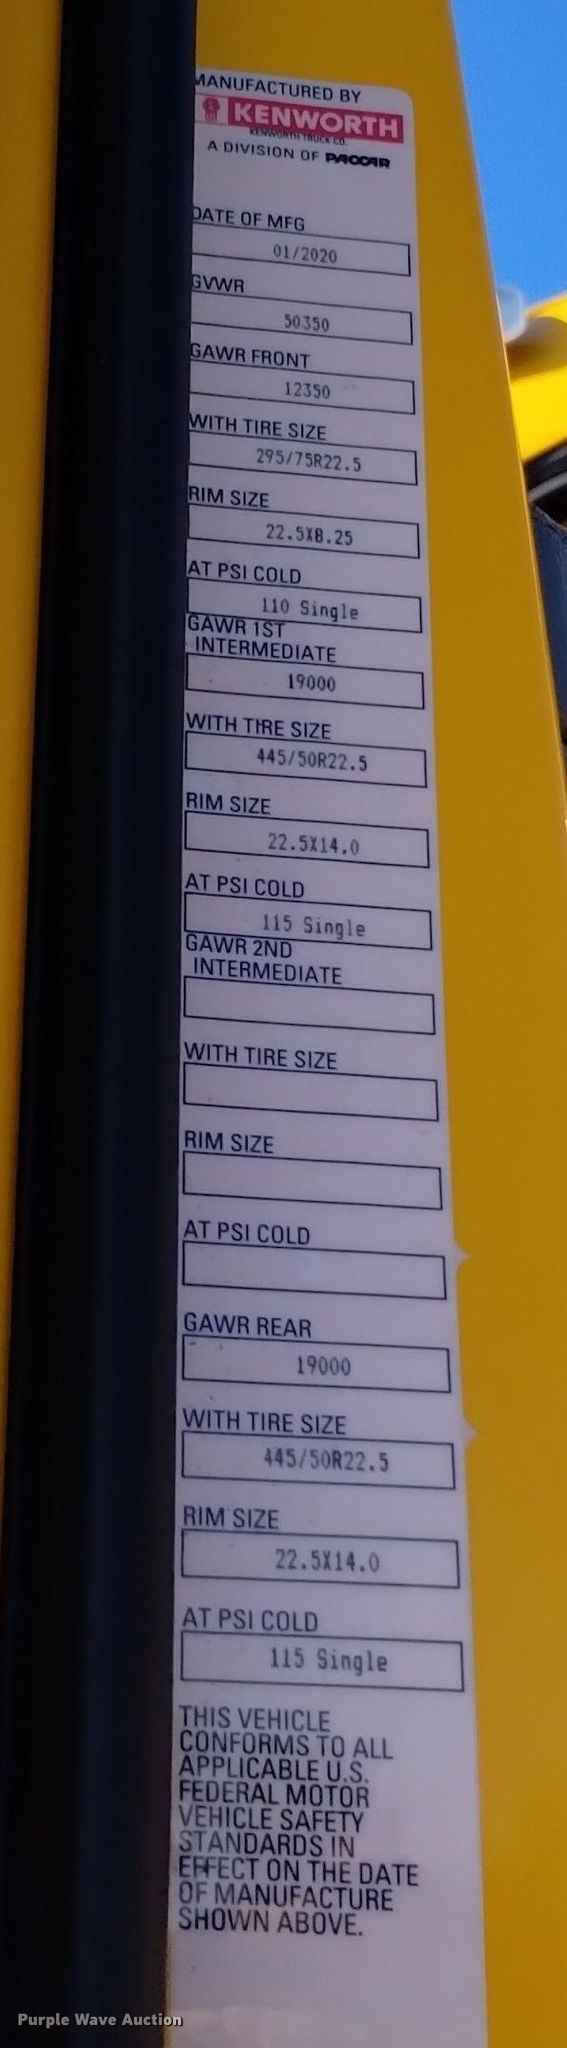 MANUFACTURED BY
KENWORTH
KENWORTH TRUCK CO.
A DIVISION OF PACCAR
DATE OF MFG
01/2020
GVWR
50350
GAWR FRONT
12350
WITH TIRE SIZE
295/75R22.5
RIM SIZE
22.5X8.25
AT PSI COLD
110 Single
GAWR 1ST
INTERMEDIATE
19000
WITH TIRE SIZE
445/50R22.5
RIM SIZE
22.5X14.0
AT PSI COLD
115 Single
GAWR 2ND
INTERMEDIATE
WITH TIRE SIZE
RIM SIZE
AT PSI COLD
GAWR REAR
19000
WITH TIRE SIZE
445/50R22.5
RIM SIZE
22.5X14.0
AT PSI COLD
115 Single
THIS VEHICLE
CONFORMS TO ALL
APPLICABLE U.S.
FEDERAL MOTOR
VEHICLE SAFETY
STANDARDS IN
EFFECT ON THE DATE
OF MANUFACTURE
SHOWN ABOVE.
Purple Wave Auction